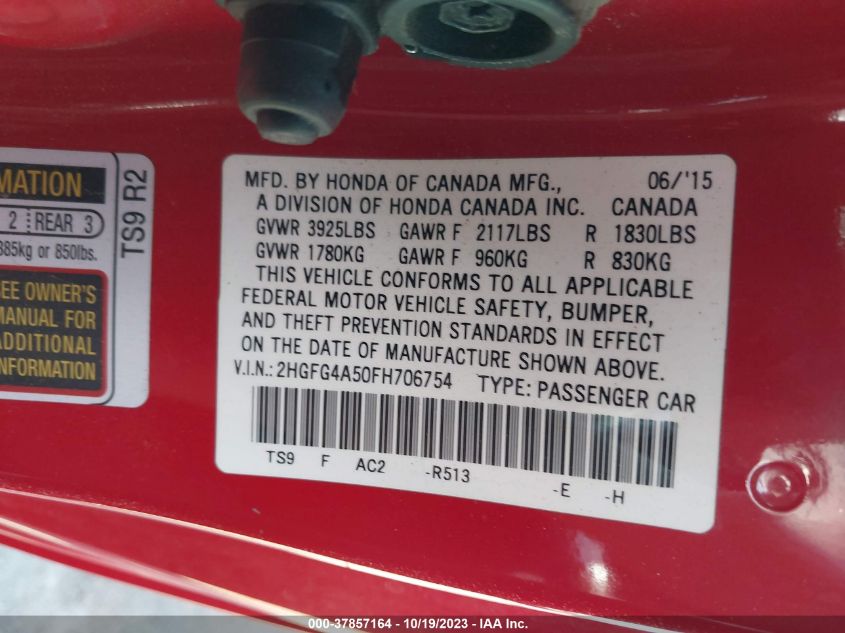 MATION
2 REAR 3
385kg or 850lbs.
SEE OWNER'S
MANUAL FOR
ADDITIONAL
INFORMATION
TS9 R2
MFD. BY HONDA OF CANADA MFG., 06/'15
A DIVISION OF HONDA CANADA INC. CANADA
GVWR 3925LBS GAWR F 2117LBS R 1830LBS
GVWR 1780KG GAWR F 960KG R 830KG
THIS VEHICLE CONFORMS TO ALL APPLICABLE
FEDERAL MOTOR VEHICLE SAFETY, BUMPER,
AND THEFT PREVENTION STANDARDS IN EFFECT
ON THE DATE OF MANUFACTURE SHOWN ABOVE.
V.I.N.: 2HGFG4A50FH706754 TYPE: PASSENGER CAR
TS9 F AC2 -R513 -E -H
000-37857164 - 10/19/2023 - IAA Inc.